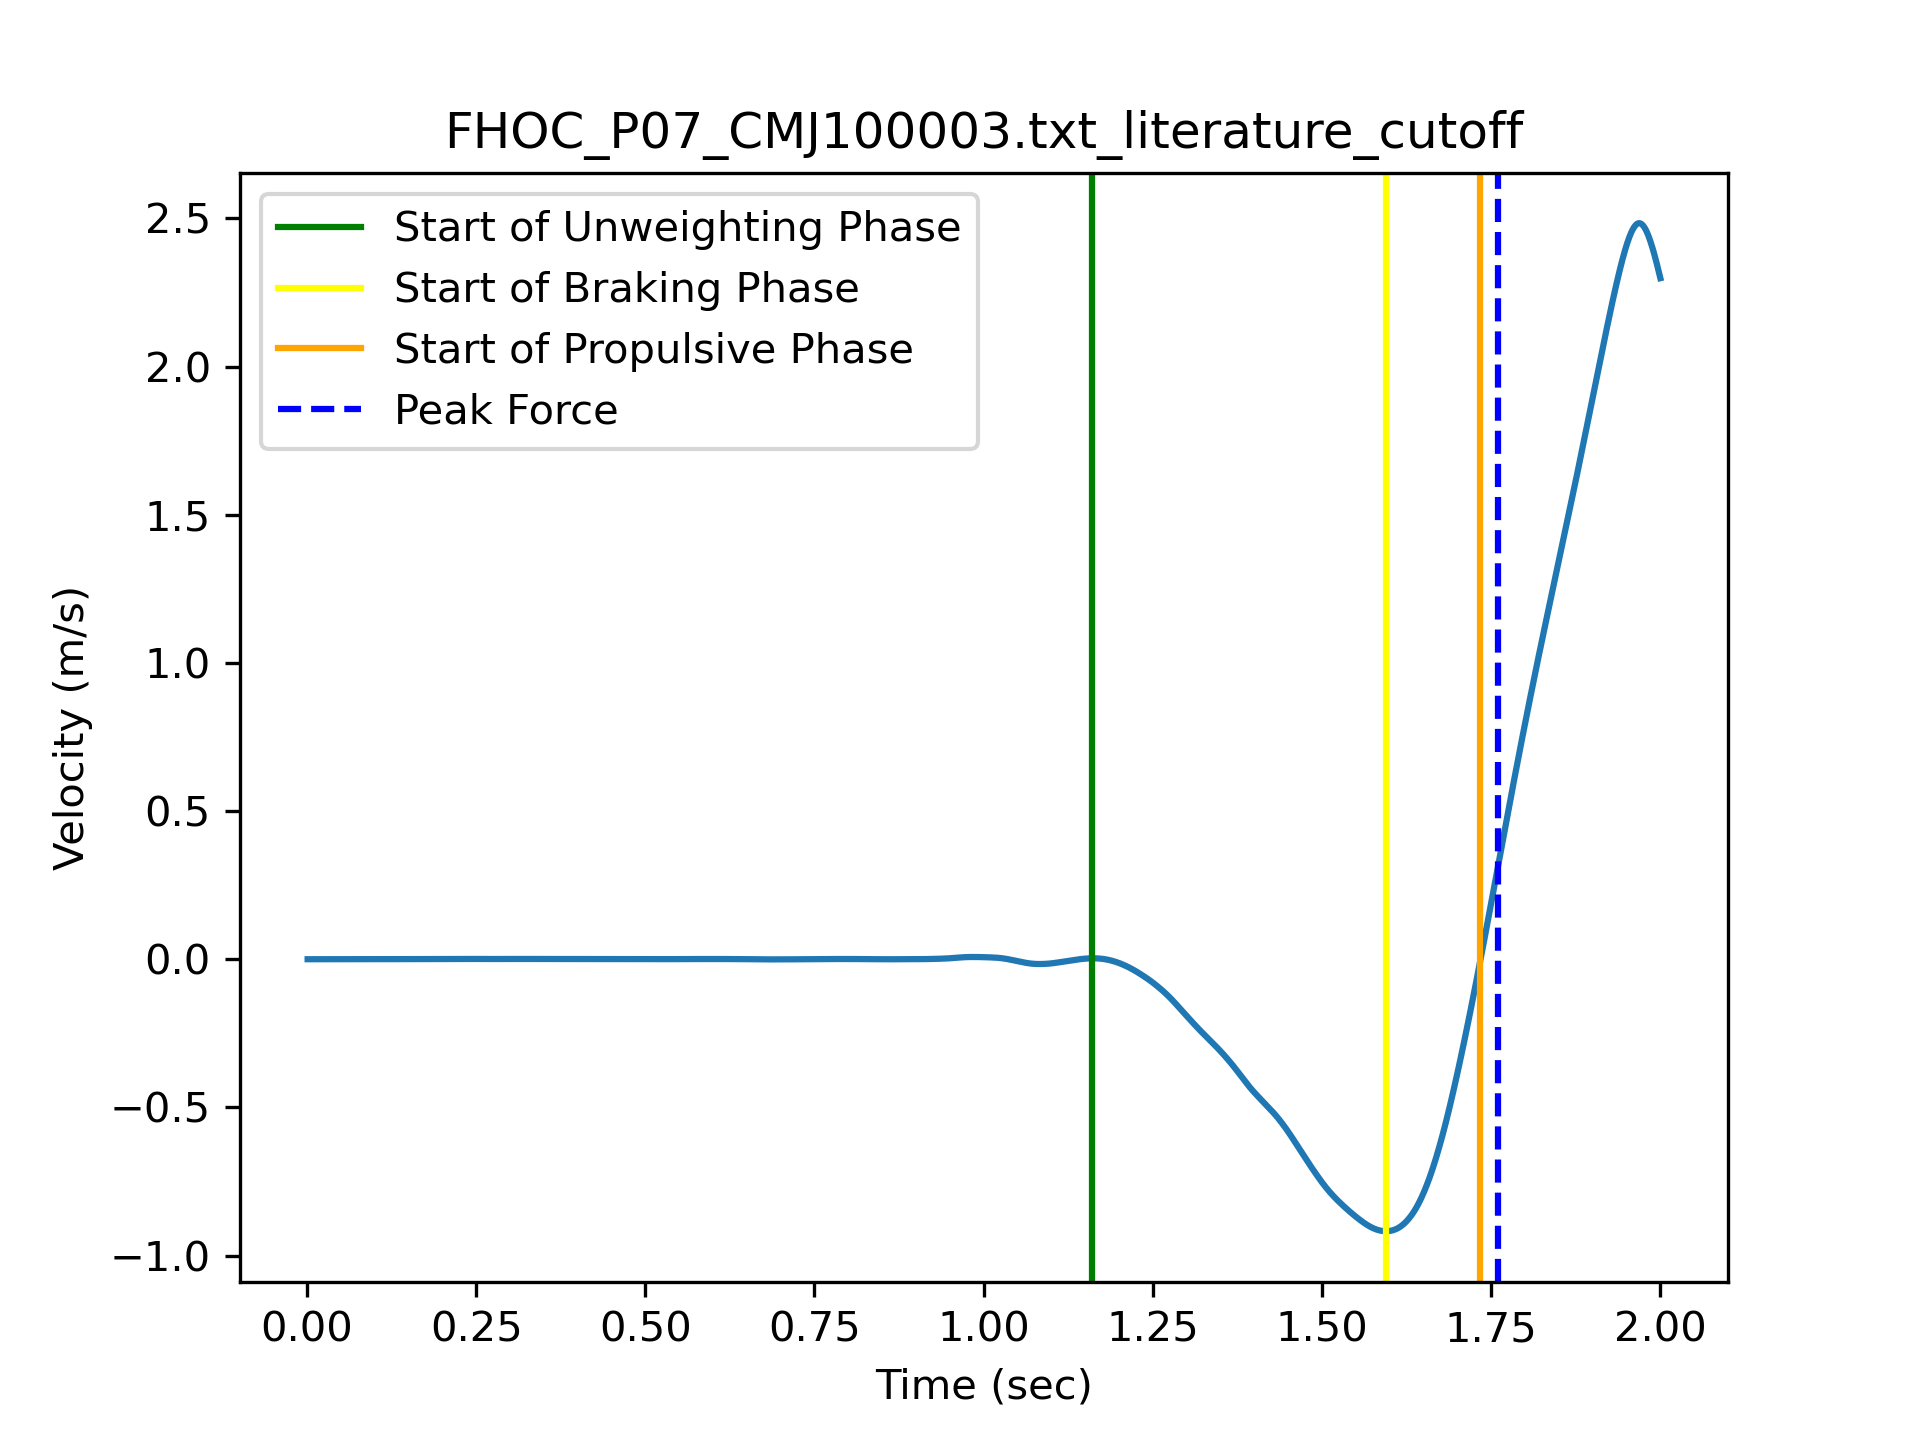 FHOC_P07_CMJ100003.txt_literature_cutoff
Start of Unweighting Phase
Start of Braking Phase
Start of Propulsive Phase
Peak Force
2.5
2.0
1.5
1.0
0.5
0.0
−0.5
−1.0
Velocity (m/s)
0.00 0.25 0.50 0.75 1.00 1.25 1.50 1.75 2.00
Time (sec)